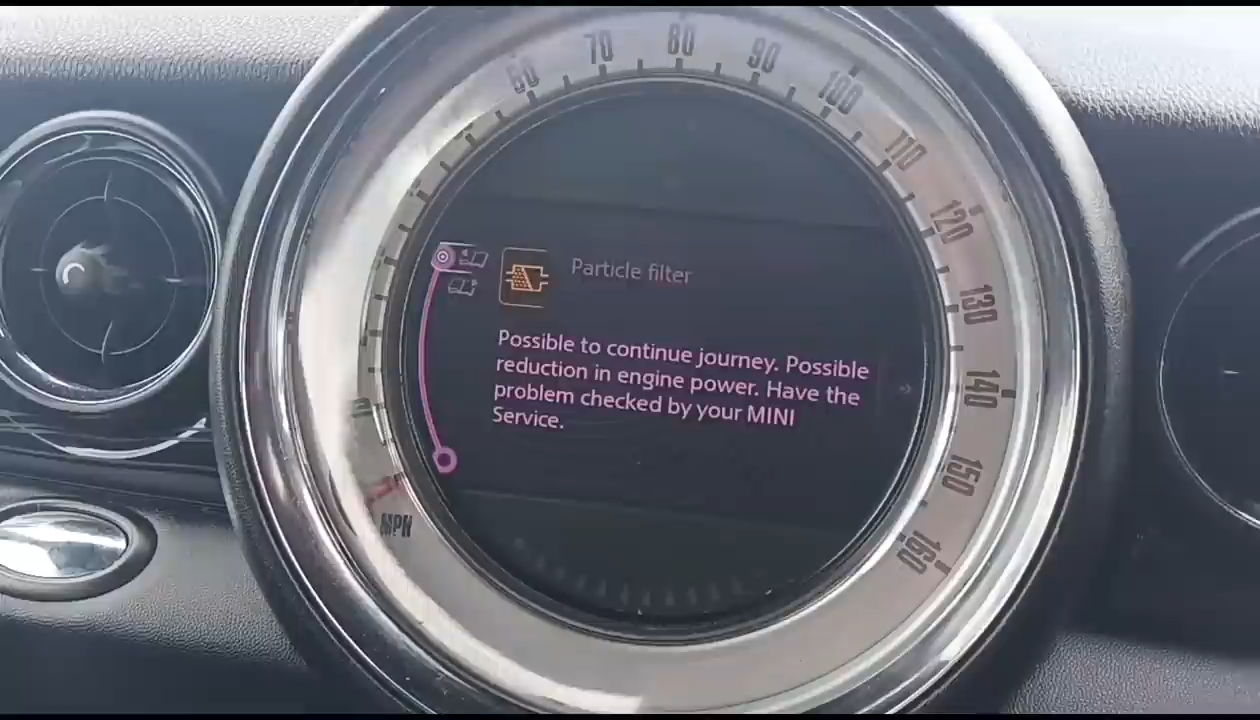 60
70
80
90
100
110
120
130
140
150
160
MPH
Particle filter
Possible to continue journey. Possible
reduction in engine power. Have the
problem checked by your MINI
Service.